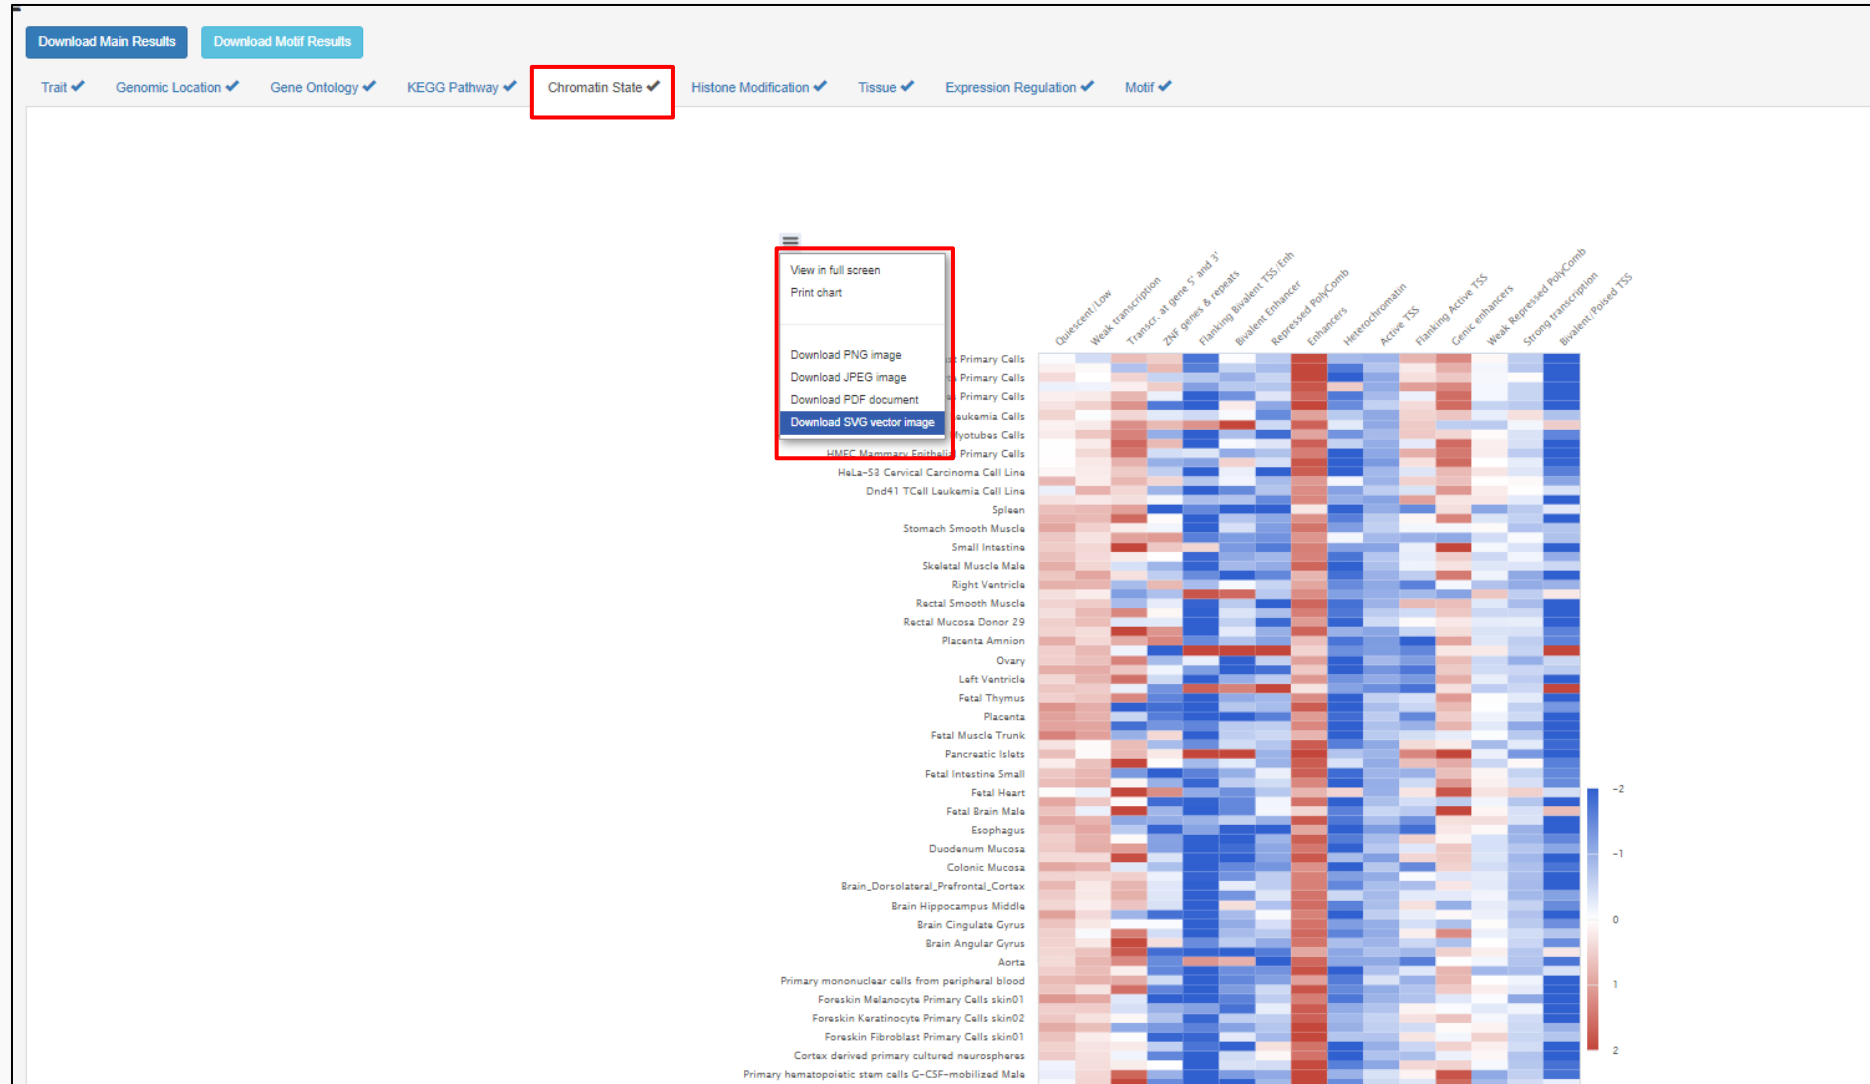 Download Main Results
Download Motif Results
Trait
Genomic Location
Gene Ontology
KEGG Pathway
Chromatin State
Histone Modification
Tissue
Expression Regulation
Motif
View in full screen
Print chart
Download PNG image
Download JPEG image
Download PDF document
Download SVG vector image
Quiescent/Low
Weak transcription
Transcr. at gene 5' and 3'
ZNF genes & repeats
Flanking Bivalent TSS/Enh
Bivalent Enhancer
Repressed PolyComb
Enhancers
Heterochromatin
Active TSS
Flanking Active TSS
Genic enhancers
Weak Repressed PolyComb
Strong transcription
Bivalent/Poised TSS
Primary Cells
Primary Cells
Primary Cells
Leukemia Cells
Myotubes Cells
HMEC Mammary Epithelial Primary Cells
HeLa-S3 Cervical Carcinoma Cell Line
Dnd41 TCell Leukemia Cell Line
Spleen
Stomach Smooth Muscle
Small Intestine
Skeletal Muscle Male
Right Ventricle
Rectal Smooth Muscle
Rectal Mucosa Donor 29
Placenta Amnion
Ovary
Left Ventricle
Fetal Thymus
Placenta
Fetal Muscle Trunk
Pancreatic Islets
Fetal Intestine Small
Fetal Heart
Fetal Brain Male
Esophagus
Duodenum Mucosa
Colonic Mucosa
Brain_Dorsolateral_Prefrontal_Cortex
Brain Hippocampus Middle
Brain Cingulate Gyrus
Brain Angular Gyrus
Aorta
Primary mononuclear cells from peripheral blood
Foreskin Melanocyte Primary Cells skin01
Foreskin Keratinocyte Primary Cells skin02
Foreskin Fibroblast Primary Cells skin01
Cortex derived primary cultured neurospheres
Primary hematopoietic stem cells G-CSF-mobilized Male
-2
-1
0
1
2